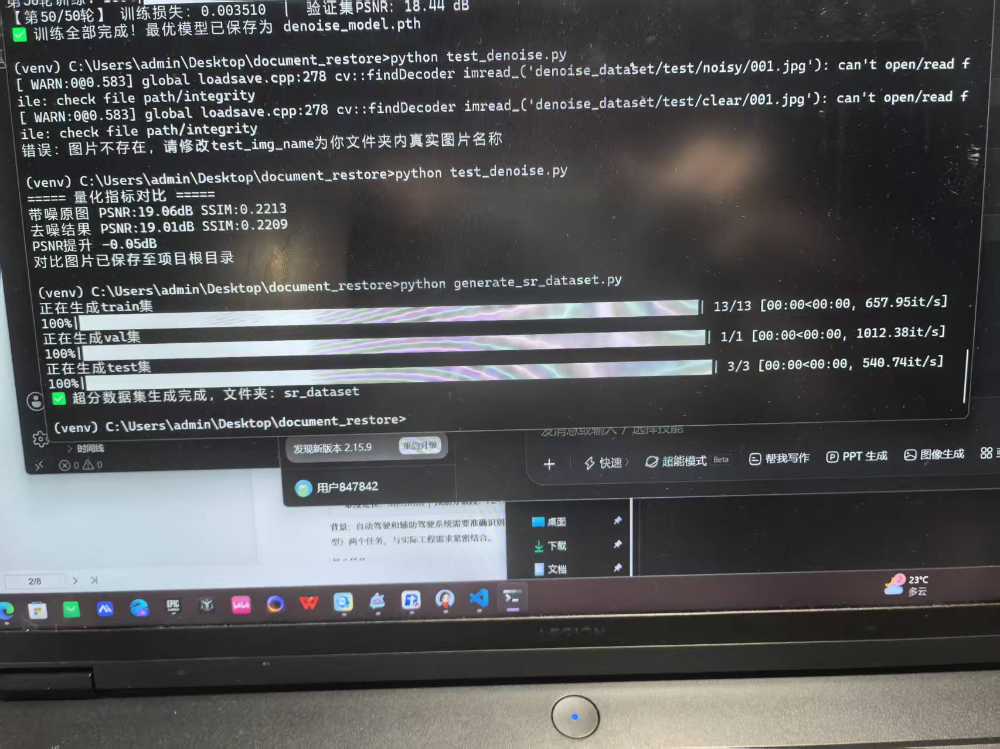 【第50/50轮】 训练损失: 0.003510 | 验证集PSNR: 18.44 dB
✅ 训练全部完成! 最优模型已保存为 denoise_model.pth
(venv) C:\Users\admin\Desktop\document_restore>python test_denoise.py
[ WARN:0@0.583] global loadsave.cpp:278 cv::findDecoder imread_('denoise_dataset/test/noisy/001.jpg'): can't open/read f
ile: check file path/integrity
[ WARN:0@0.583] global loadsave.cpp:278 cv::findDecoder imread_('denoise_dataset/test/clear/001.jpg'): can't open/read f
ile: check file path/integrity
错误: 图片不存在, 请修改test_img_name为你文件夹内真实图片名称
(venv) C:\Users\admin\Desktop\document_restore>python test_denoise.py
===== 量化指标对比 =====
带噪原图 PSNR:19.06dB SSIM:0.2213
去噪结果 PSNR:19.01dB SSIM:0.2209
PSNR提升 -0.05dB
对比图片已保存至项目根目录
(venv) C:\Users\admin\Desktop\document_restore>python generate_sr_dataset.py
正在生成train集
100%| | 13/13 [00:00<00:00, 657.95it/s]
正在生成val集
100%| | 1/1 [00:00<00:00, 1012.38it/s]
正在生成test集
100%| | 3/3 [00:00<00:00, 540.74it/s]
✅ 超分数据集生成完成, 文件夹: sr_dataset
(venv) C:\Users\admin\Desktop\document_restore>
时间线
0 0
发现新版本 2.15.9 重启升级
用户847842
快速 超能模式 Beta 帮我写作 PPT 生成 图像生成
背景: 自动驾驶和辅助驾驶系统需要准确识别
型) 两个任务, 与实际工程需求紧密结合。
桌面
下载
文档
2/8
EPIC GAMES
23°C
多云
LEGION